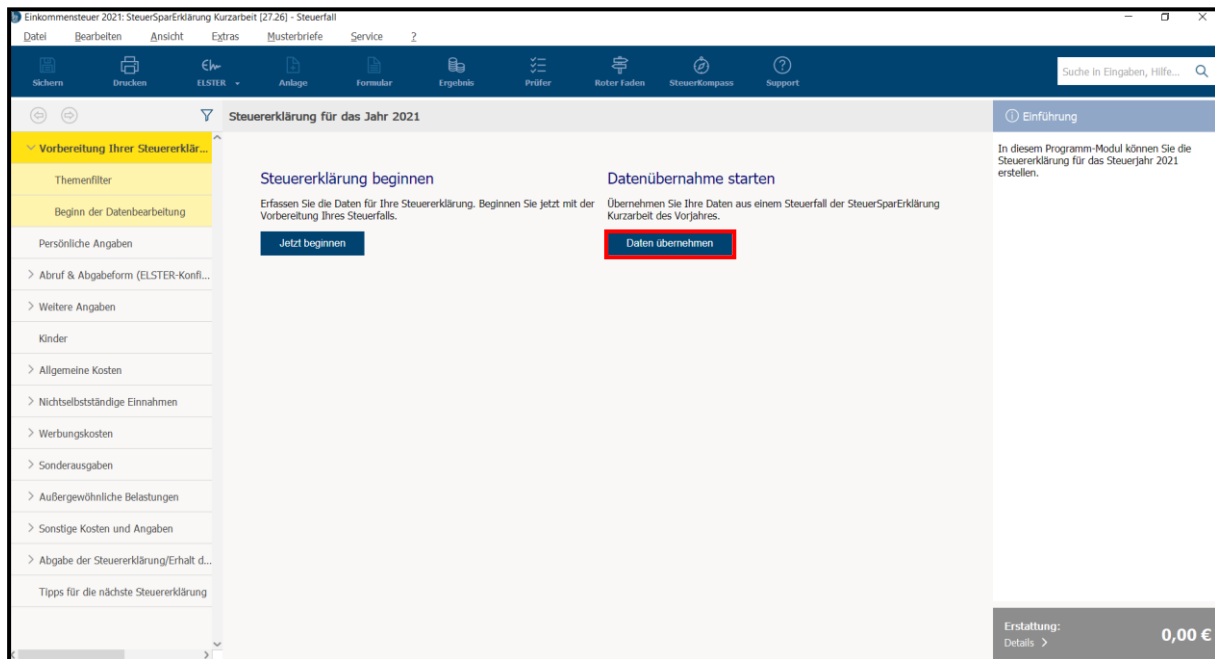 Einkommensteuer 2021: SteuerSparErklärung Kurzarbeit [27.26] - Steuerfall
Datei Bearbeiten Ansicht Extras Musterbriefe Service ?
Sichern Drucken ELSTER Anlage Formular Ergebnis Prüfer Roter Faden SteuerKompass Support
Suche in Eingaben, Hilfe...
Steuererklärung für das Jahr 2021
Einführung
Vorbereitung Ihrer Steuererklär...
Themenfilter
Beginn der Datenbearbeitung
Persönliche Angaben
Abruf & Abgabeform (ELSTER-Konfi...
Weitere Angaben
Kinder
Allgemeine Kosten
Nichtselbstständige Einnahmen
Werbungskosten
Sonderausgaben
Außergewöhnliche Belastungen
Sonstige Kosten und Angaben
Abgabe der Steuererklärung/Erhalt d...
Tipps für die nächste Steuererklärung
Steuererklärung beginnen
Erfassen Sie die Daten für Ihre Steuererklärung. Beginnen Sie jetzt mit der
Vorbereitung Ihres Steuerfalls.
Jetzt beginnen
Datenübernahme starten
Übernehmen Sie Ihre Daten aus einem Steuerfall der SteuerSparErklärung
Kurzarbeit des Vorjahres.
Daten übernehmen
In diesem Programm-Modul können Sie die
Steuererklärung für das Steuerjahr 2021
erstellen.
Erstattung:
Details
0,00 €